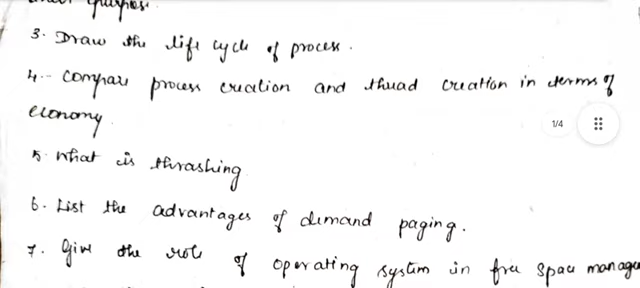 purpose.
3. Draw the life cycle of process.
4. Compare process creation and thread creation in terms of
economy.
1/4
5. What is thrashing
6. List the advantages of demand paging.
7. Give the role of operating system in free space manage